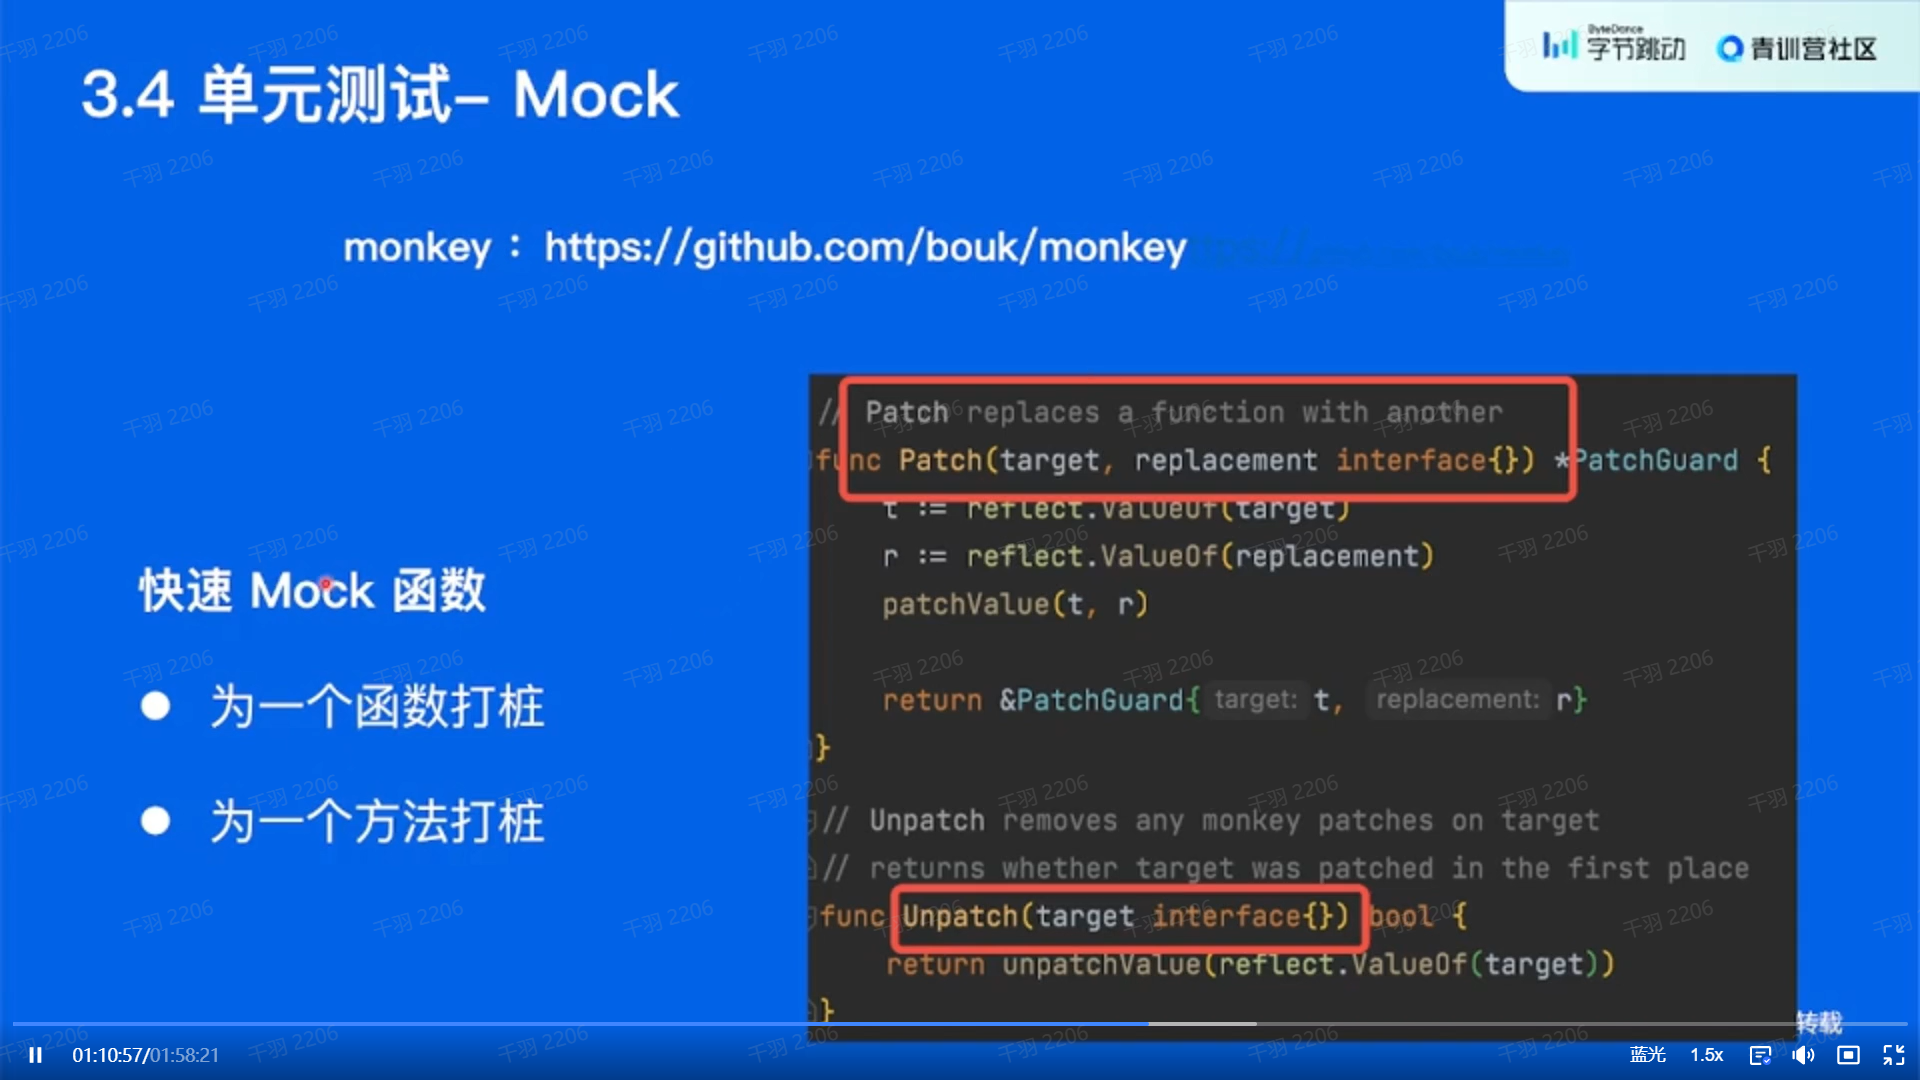 ByteDance
字节跳动
青训营社区
3.4 单元测试– Mock
monkey： https://github.com/bouk/monkey
快速 Mock 函数
● 为一个函数打桩
● 为一个方法打桩
// Patch replaces a function with another
func Patch(target, replacement interface{}) *PatchGuard {
t := reflect.ValueOf(target)
r := reflect.ValueOf(replacement)
patchValue(t, r)
return &PatchGuard{ target: t, replacement: r}
}
// Unpatch removes any monkey patches on target
// returns whether target was patched in the first place
func Unpatch(target interface{}) bool {
return unpatchValue(reflect.ValueOf(target))
}
转载
01:10:57/01:58:21
蓝光
1.5x
千羽 2206